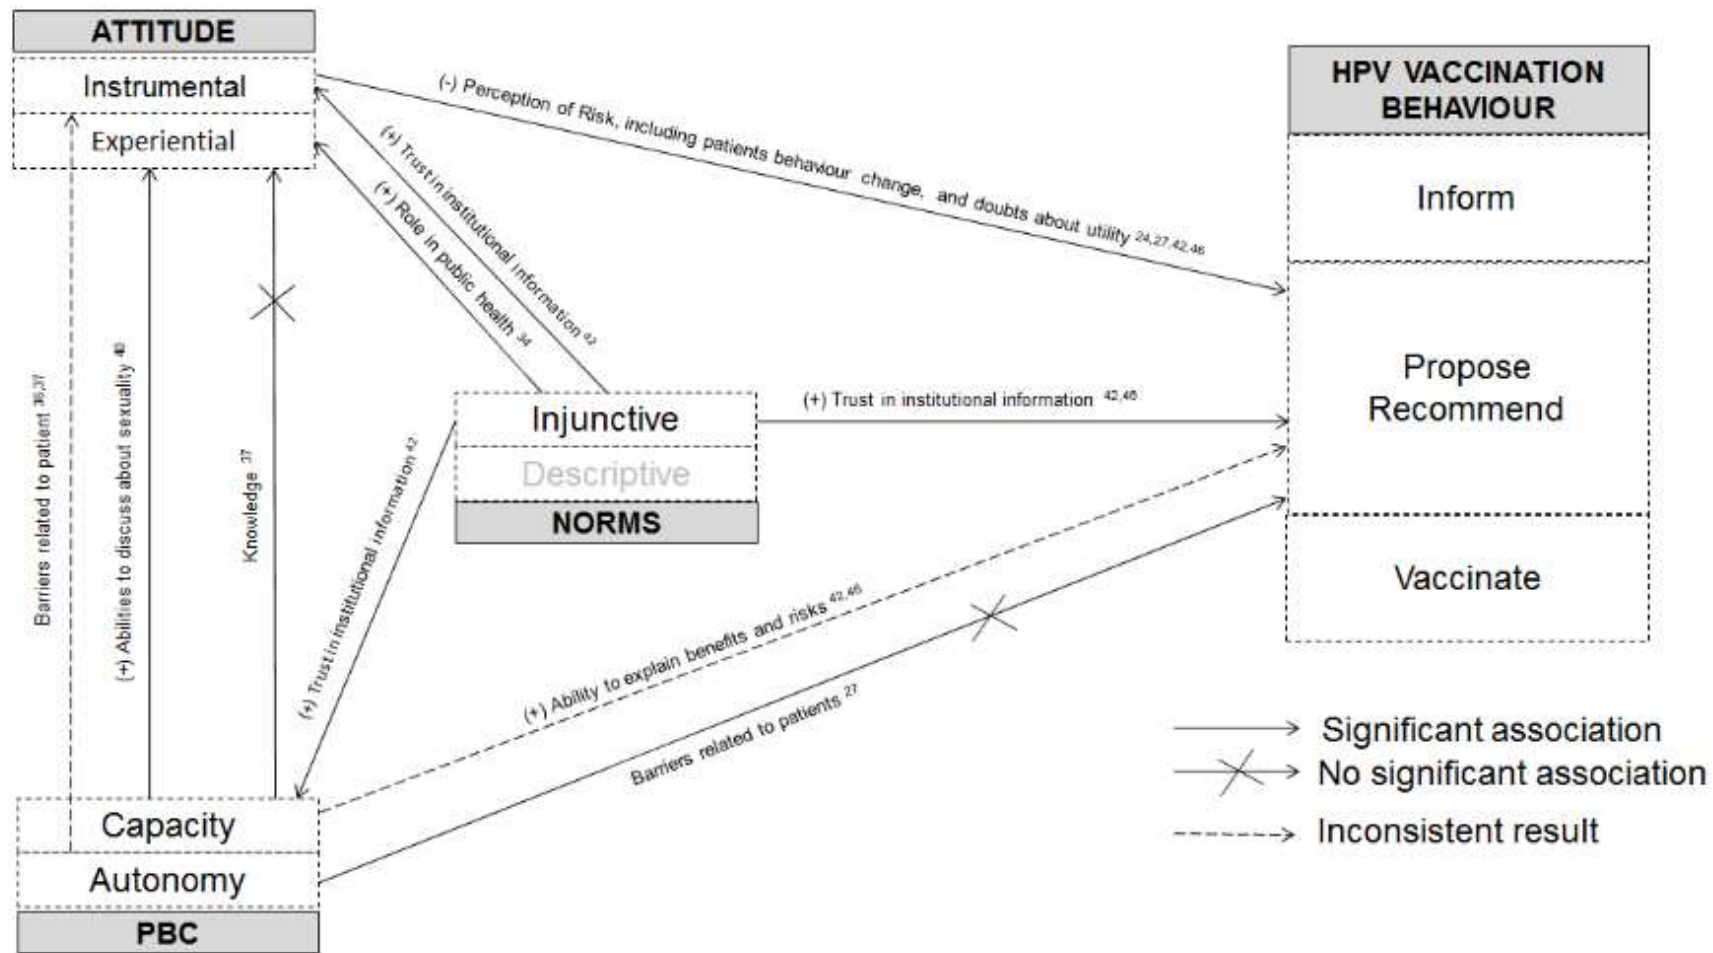 ATTITUDE
Instrumental
Experiential
HPV VACCINATION
BEHAVIOUR
Inform
Propose
Recommend
Vaccinate
(-) Perception of Risk, including patients behaviour change, and doubts about utility 24,27,42,46
(+) Trust in institutional information 42
(+) Role in public health 34
Barriers related to patient 36,37
(+) Abilities to discuss about sexuality 40
Knowledge 37
Injunctive
Descriptive
NORMS
(+) Trust in institutional information 42,46
(+) Trust in institutional information 42
(+) Ability to explain benefits and risks 42,46
Barriers related to patients 27
Capacity
Autonomy
PBC
Significant association
No significant association
Inconsistent result